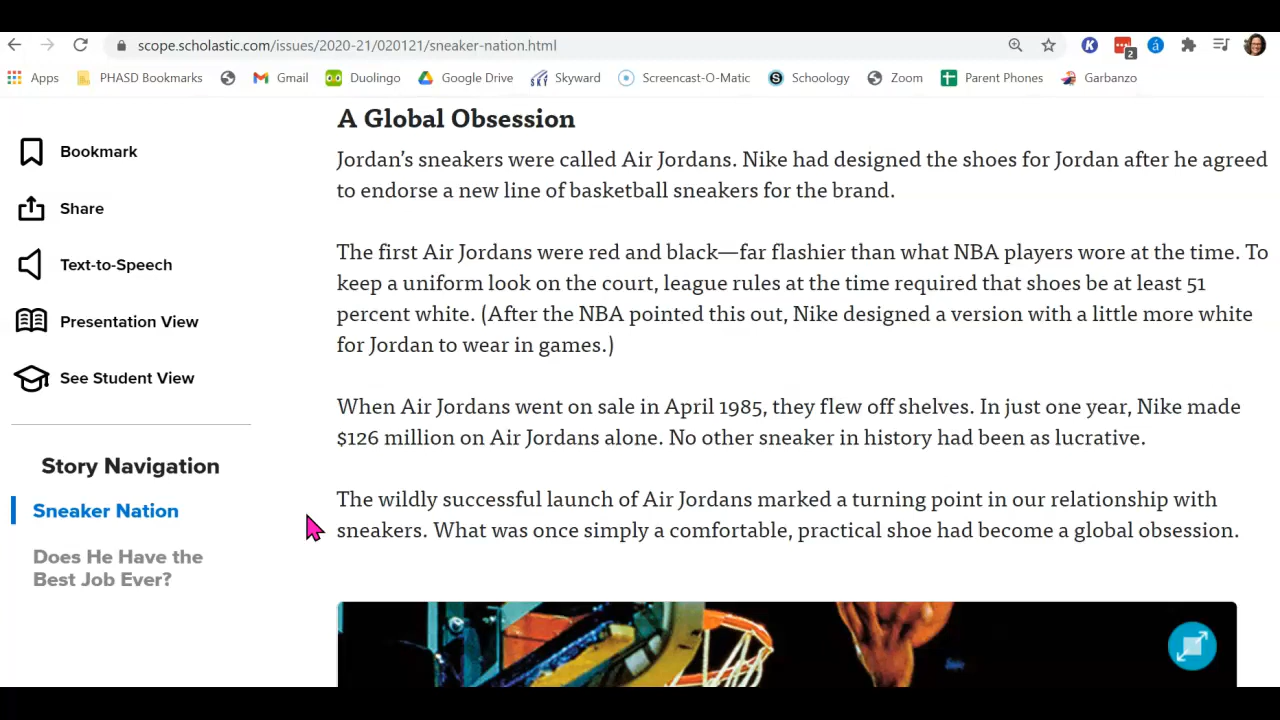 scope.scholastic.com/issues/2020-21/020121/sneaker-nation.html
2
Apps PHASD Bookmarks Gmail Duolingo Google Drive Skyward Screencast-O-Matic Schoology Zoom Parent Phones Garbanzo
Bookmark
Share
Text-to-Speech
Presentation View
See Student View
Story Navigation
Sneaker Nation
Does He Have the
Best Job Ever?
A Global Obsession
Jordan’s sneakers were called Air Jordans. Nike had designed the shoes for Jordan after he agreed
to endorse a new line of basketball sneakers for the brand.
The first Air Jordans were red and black—far flashier than what NBA players wore at the time. To
keep a uniform look on the court, league rules at the time required that shoes be at least 51
percent white. (After the NBA pointed this out, Nike designed a version with a little more white
for Jordan to wear in games.)
When Air Jordans went on sale in April 1985, they flew off shelves. In just one year, Nike made
$126 million on Air Jordans alone. No other sneaker in history had been as lucrative.
The wildly successful launch of Air Jordans marked a turning point in our relationship with
sneakers. What was once simply a comfortable, practical shoe had become a global obsession.